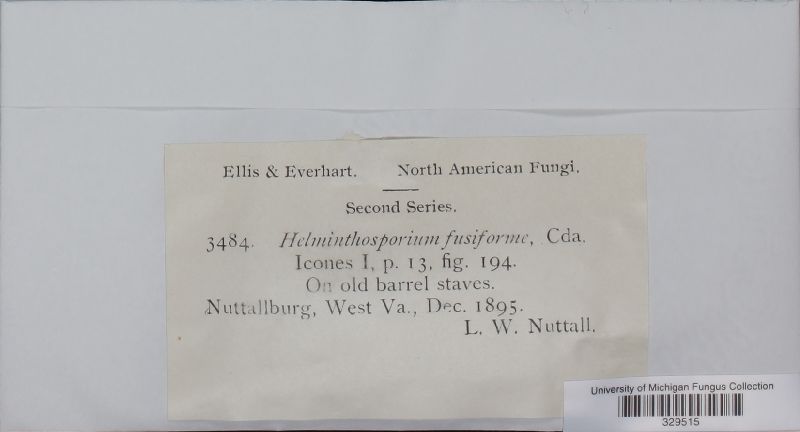 Ellis & Everhart. North American Fungi.
Second Series.
3484. Helminthosporium fusiforme, Cda.
Icones I, p. 13, fig. 194.
On old barrel staves.
Nuttallburg, West Va., Dec. 1895.
L. W. Nuttall.
University of Michigan Fungus Collection
329515